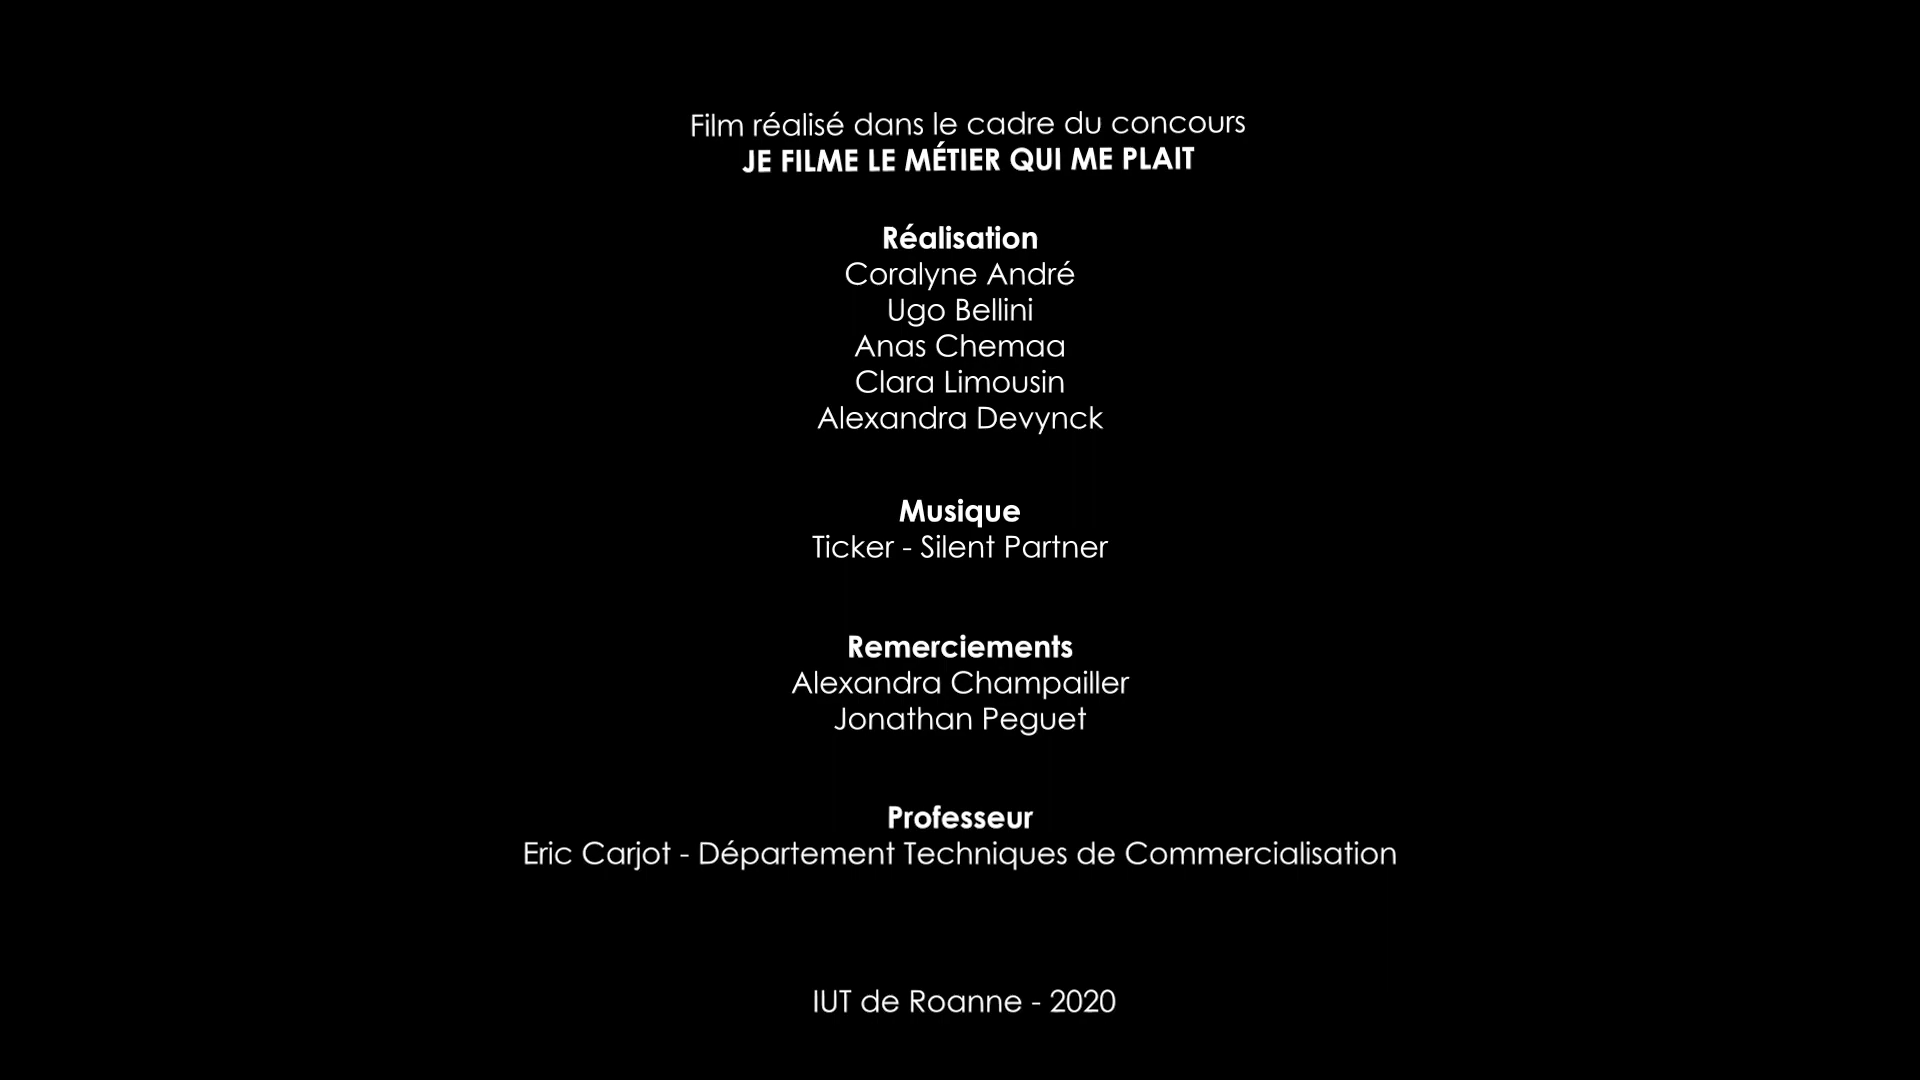 Film réalisé dans le cadre du concours
JE FILME LE MÉTIER QUI ME PLAIT
Réalisation
Coralyne André
Ugo Bellini
Anas Chemaa
Clara Limousin
Alexandra Devynck
Musique
Ticker - Silent Partner
Remerciements
Alexandra Champailler
Jonathan Peguet
Professeur
Eric Carjot - Département Techniques de Commercialisation
IUT de Roanne - 2020